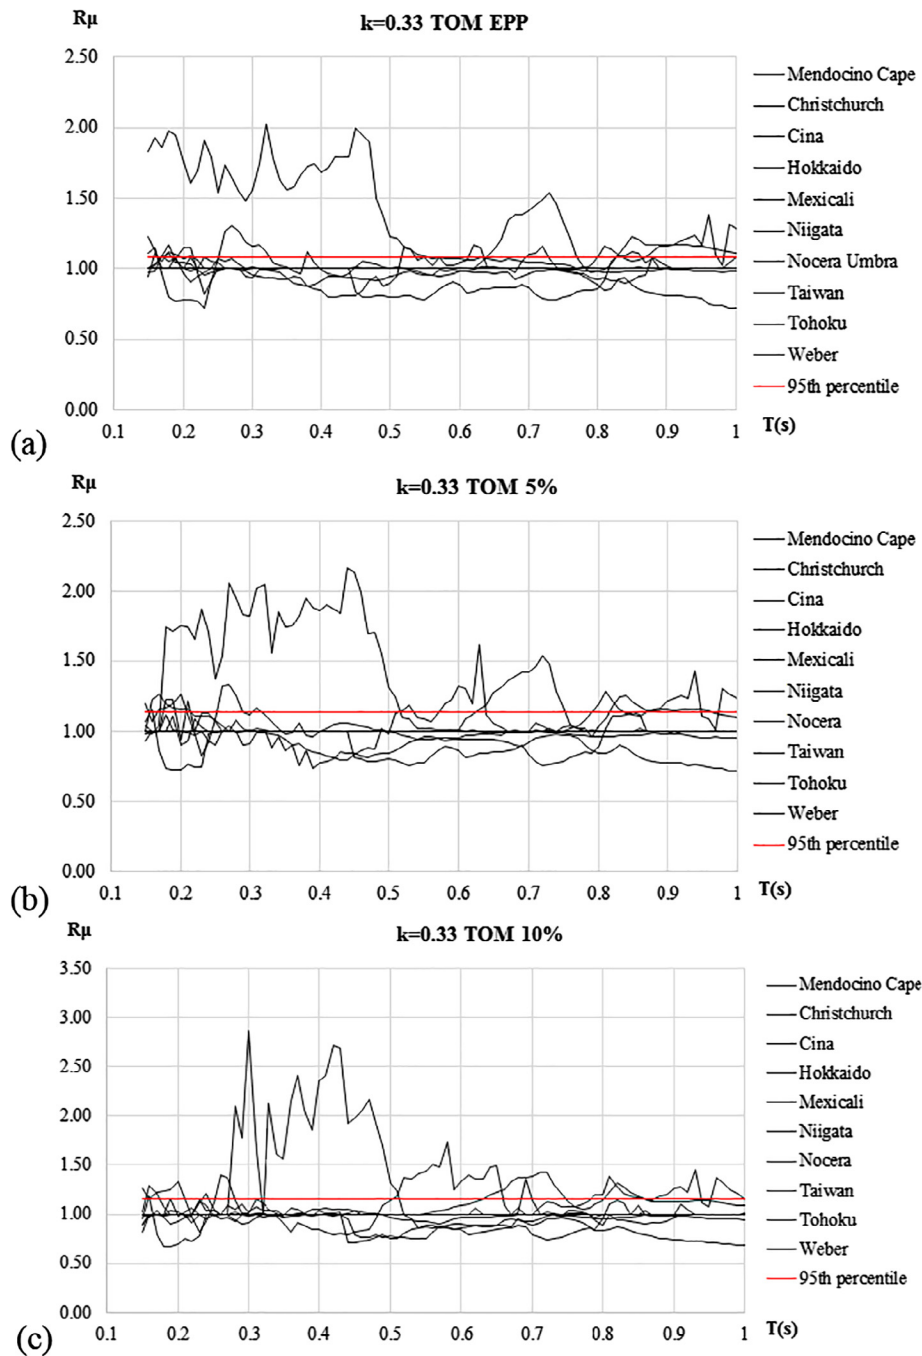 Rμ
k=0.33 TOM EPP
2.50
2.00
1.50
1.00
0.50
0.00
0.1 0.2 0.3 0.4 0.5 0.6 0.7 0.8 0.9 1 T(s)
Mendocino Cape
Christchurch
Cina
Hokkaido
Mexicali
Niigata
Nocera Umbra
Taiwan
Tohoku
Weber
95th percentile
(a)
Rμ
k=0.33 TOM 5%
2.50
2.00
1.50
1.00
0.50
0.00
0.1 0.2 0.3 0.4 0.5 0.6 0.7 0.8 0.9 1 T(s)
Mendocino Cape
Christchurch
Cina
Hokkaido
Mexicali
Niigata
Nocera
Taiwan
Tohoku
Weber
95th percentile
(b)
Rμ
k=0.33 TOM 10%
3.50
3.00
2.50
2.00
1.50
1.00
0.50
0.00
0.1 0.2 0.3 0.4 0.5 0.6 0.7 0.8 0.9 1 T(s)
Mendocino Cape
Christchurch
Cina
Hokkaido
Mexicali
Niigata
Nocera
Taiwan
Tohoku
Weber
95th percentile
(c)